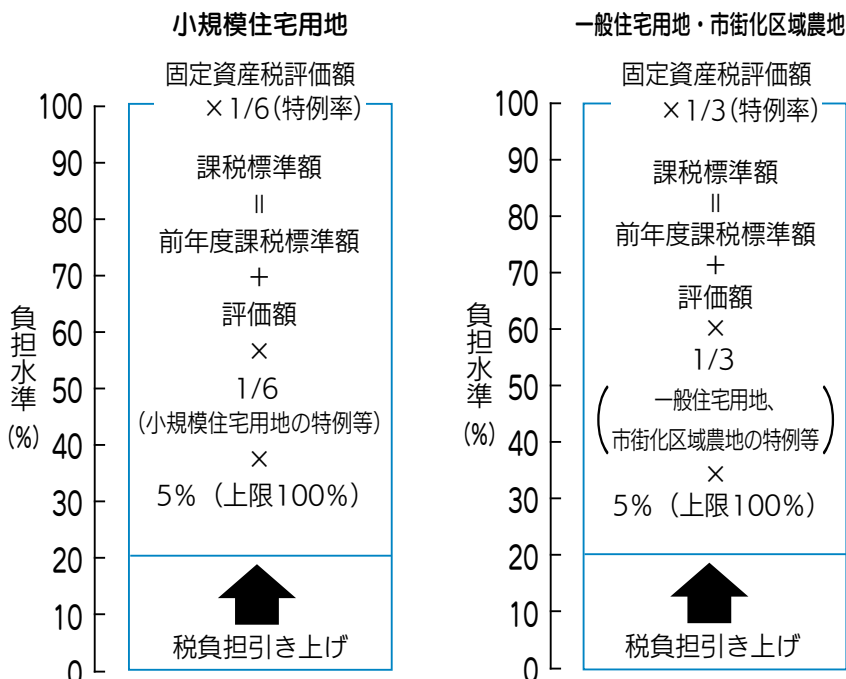 小規模住宅用地
固定資産税評価額
×1/6(特例率)
100
90
80
70
60
50
40
30
20
10
0
負担水準
(%)
課税標準額
=
前年度課税標準額
+
評価額
×
1/6
(小規模住宅用地の特例等)
×
5%(上限100%)
税負担引き上げ
一般住宅用地・市街化区域農地
固定資産税評価額
×1/3(特例率)
100
90
80
70
60
50
40
30
20
10
0
負担水準
(%)
課税標準額
=
前年度課税標準額
+
評価額
×
1/3
(一般住宅用地、
市街化区域農地の特例等)
×
5%(上限100%)
税負担引き上げ